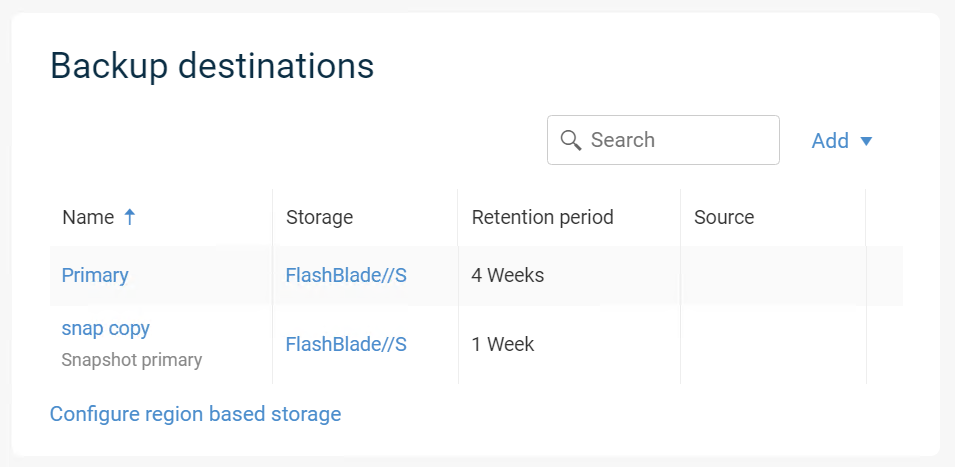 Backup destinations
Search
Add
Name Storage Retention period Source
Primary FlashBlade//S 4 Weeks
snap copy
Snapshot primary
FlashBlade//S 1 Week
Configure region based storage